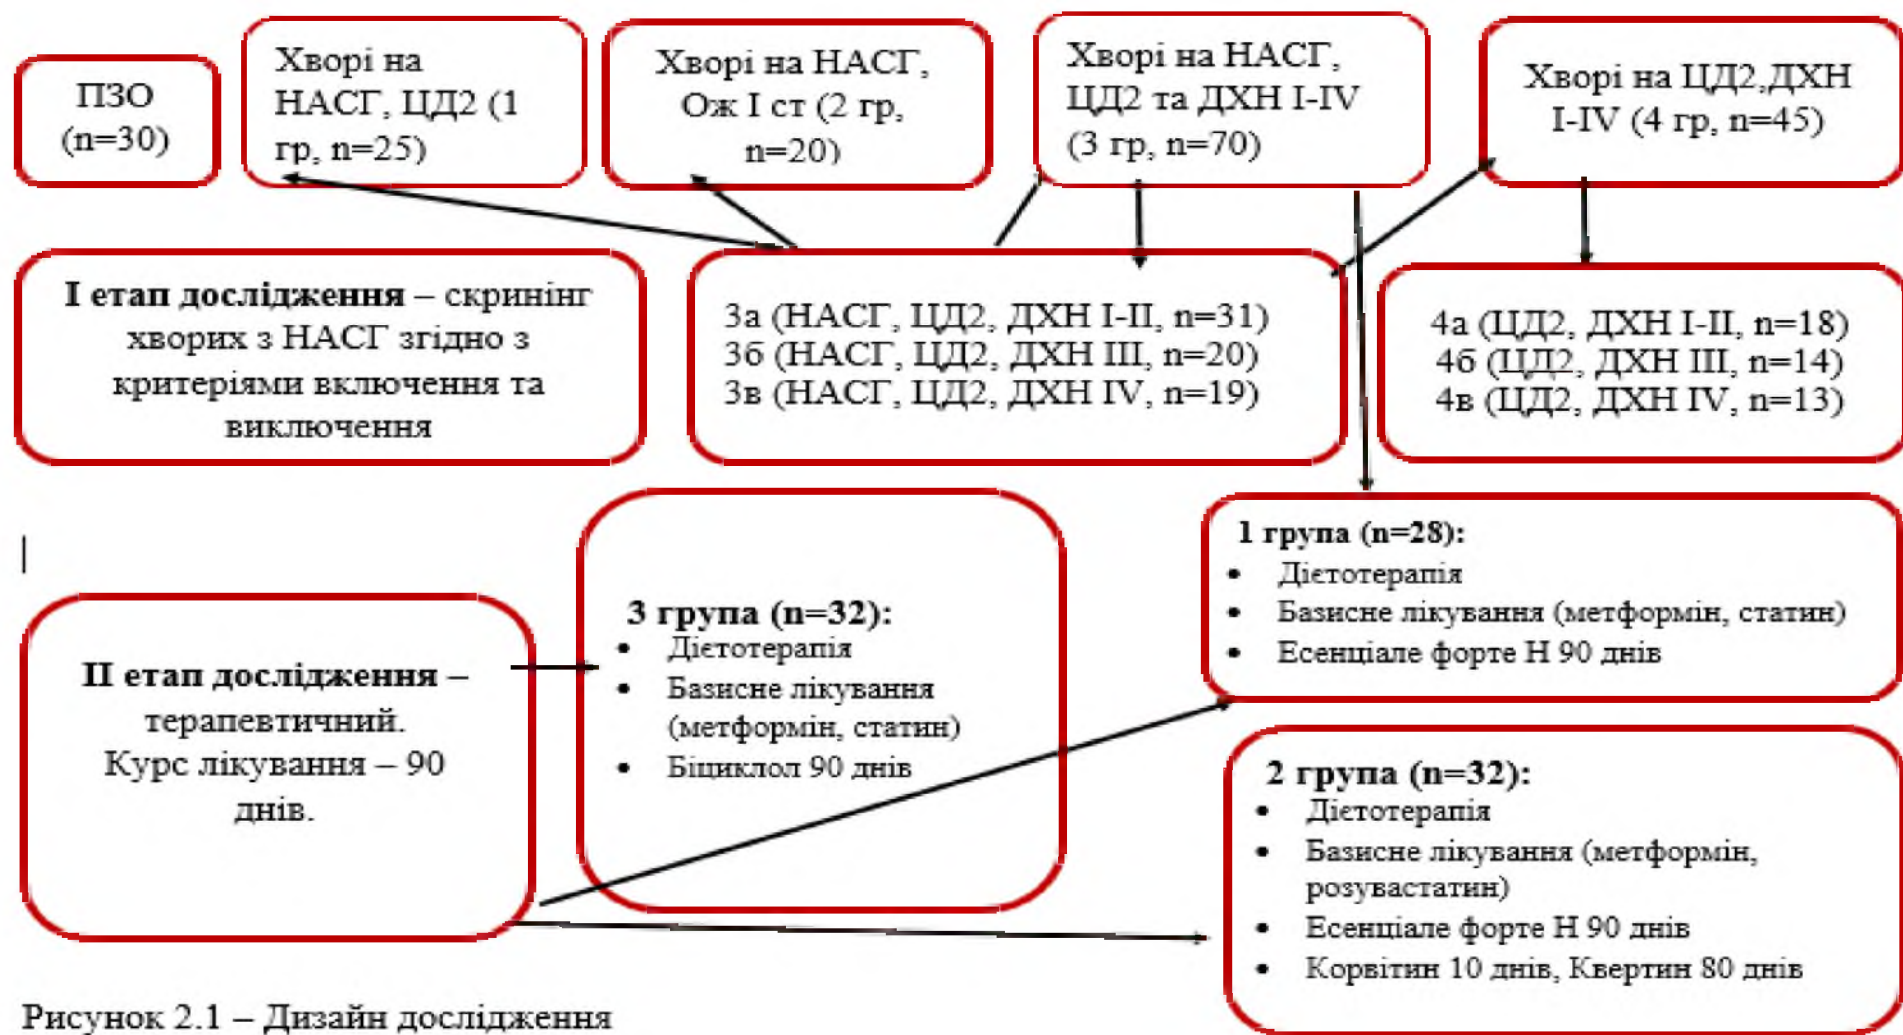 ПЗО
(n=30)
Хворі на
НАСГ, ЦД2 (1
гр, n=25)
Хворі на НАСГ,
Ож І ст (2 гр,
n=20)
Хворі на НАСГ,
ЦД2 та ДХН І-IV
(3 гр, n=70)
Хворі на ЦД2,ДХН
І-IV (4 гр, n=45)
І етап дослідження – скринінг
хворих з НАСГ згідно з
критеріями включення та
виключення
3а (НАСГ, ЦД2, ДХН І-ІІ, n=31)
3б (НАСГ, ЦД2, ДХН ІІІ, n=20)
3в (НАСГ, ЦД2, ДХН IV, n=19)
4а (ЦД2, ДХН І-ІІ, n=18)
4б (ЦД2, ДХН ІІІ, n=14)
4в (ЦД2, ДХН IV, n=13)
ІІ етап дослідження –
терапевтичний.
Курс лікування – 90
днів.
3 група (n=32):
• Дієтотерапія
• Базисне лікування
(метформін, статин)
• Біциклол 90 днів
1 група (n=28):
• Дієтотерапія
• Базисне лікування (метформін, статин)
• Есенціале форте Н 90 днів
2 група (n=32):
• Дієтотерапія
• Базисне лікування (метформін,
розувастатин)
• Есенціале форте Н 90 днів
• Корвітин 10 днів, Квертин 80 днів
Рисунок 2.1 – Дизайн дослідження